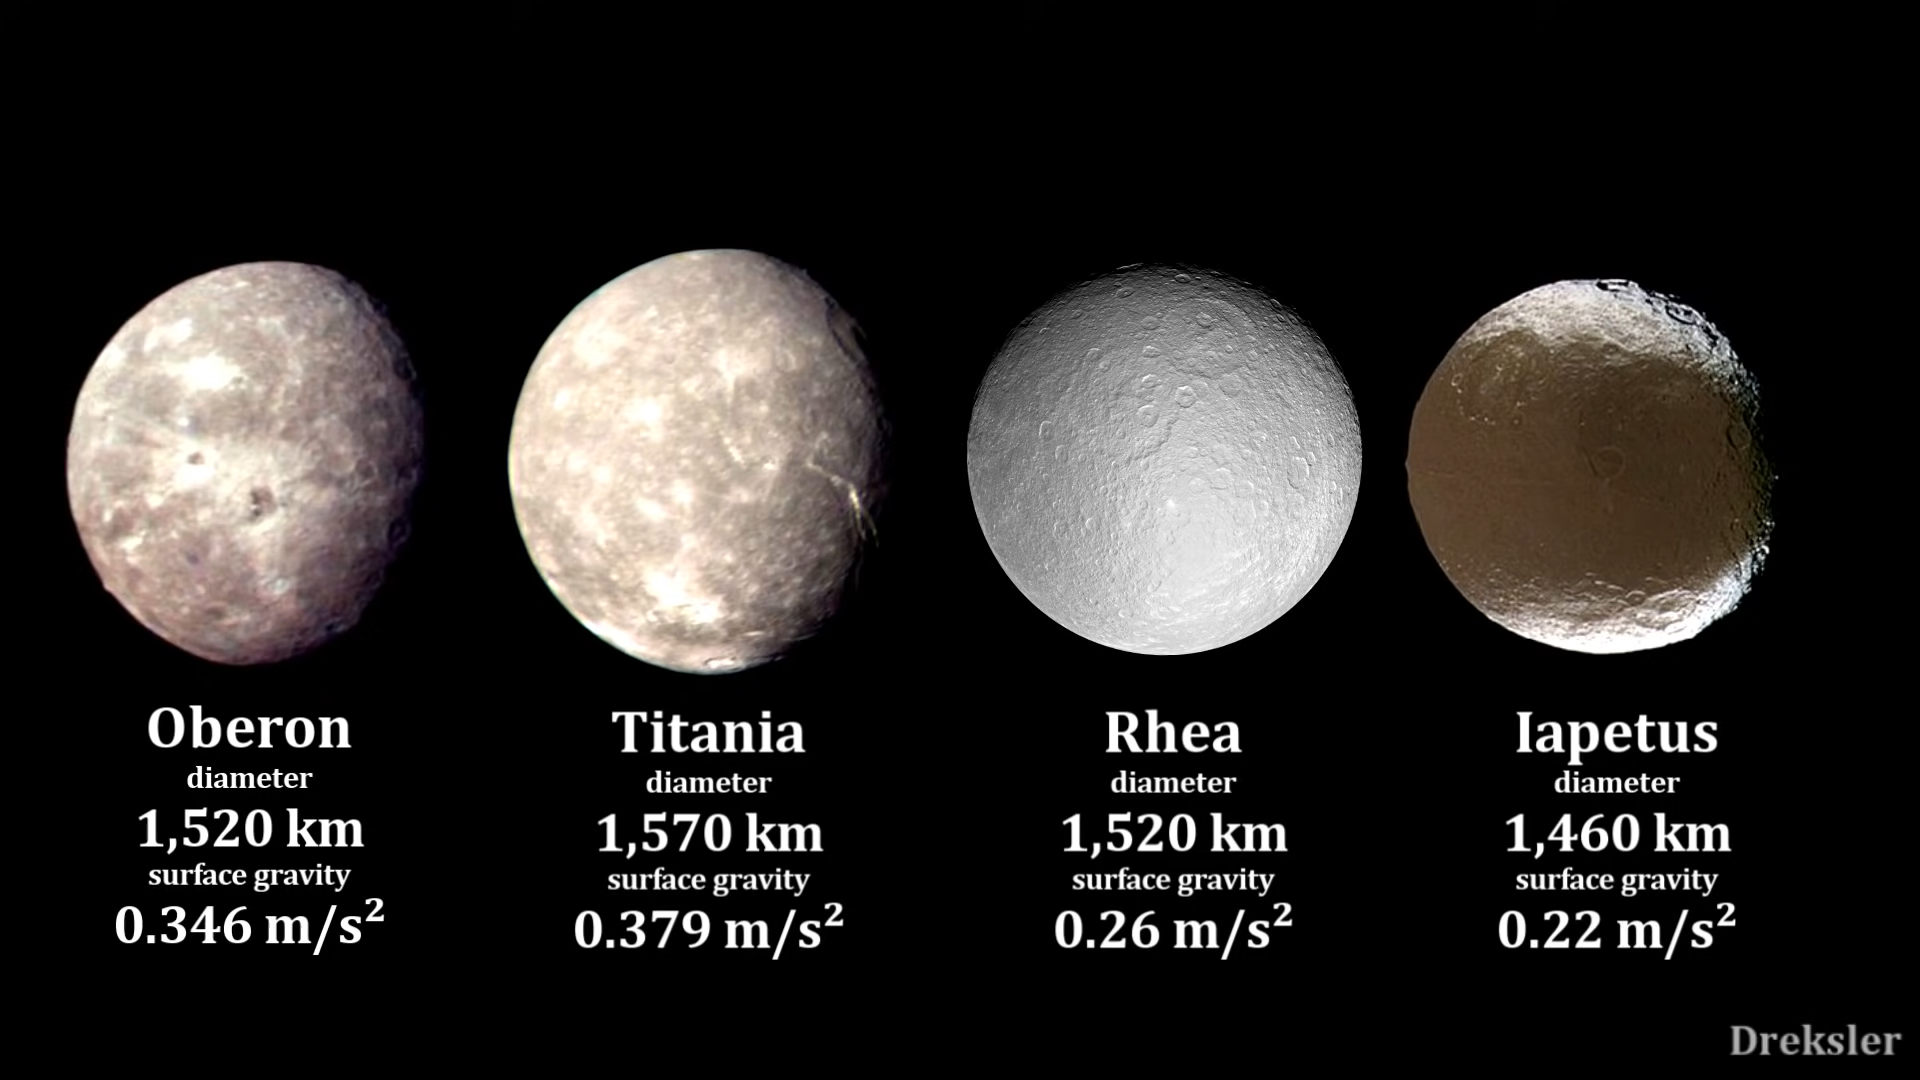 Oberon
diameter
1,520 km
surface gravity
0.346 m/s²
Titania
diameter
1,570 km
surface gravity
0.379 m/s²
Rhea
diameter
1,520 km
surface gravity
0.26 m/s²
Iapetus
diameter
1,460 km
surface gravity
0.22 m/s²
Dreksler